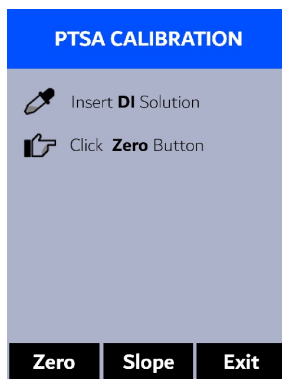 PTSA CALIBRATION
Insert DI Solution
Click Zero Button
Zero Slope Exit